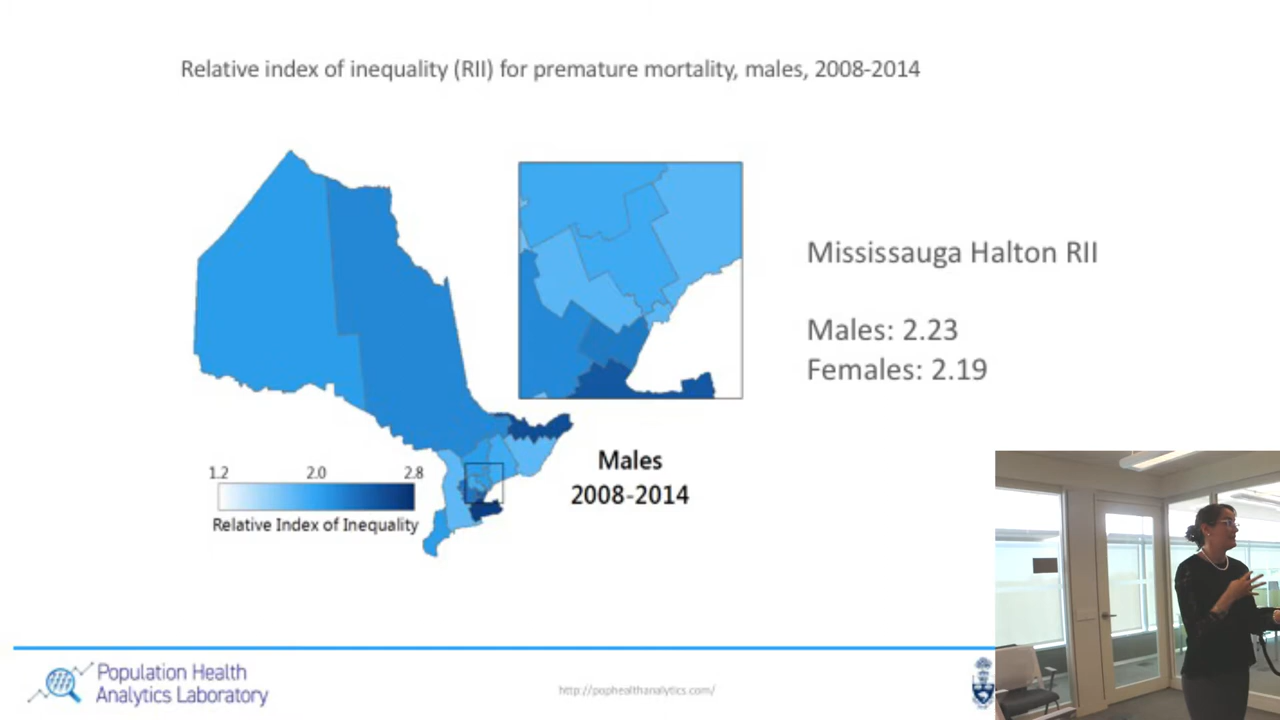 Relative index of inequality (RII) for premature mortality, males, 2008-2014
Mississauga Halton RII
Males: 2.23
Females: 2.19
Males
2008-2014
1.2 2.0 2.8
Relative Index of Inequality
Population Health
Analytics Laboratory
http://pophealthanalytics.com/